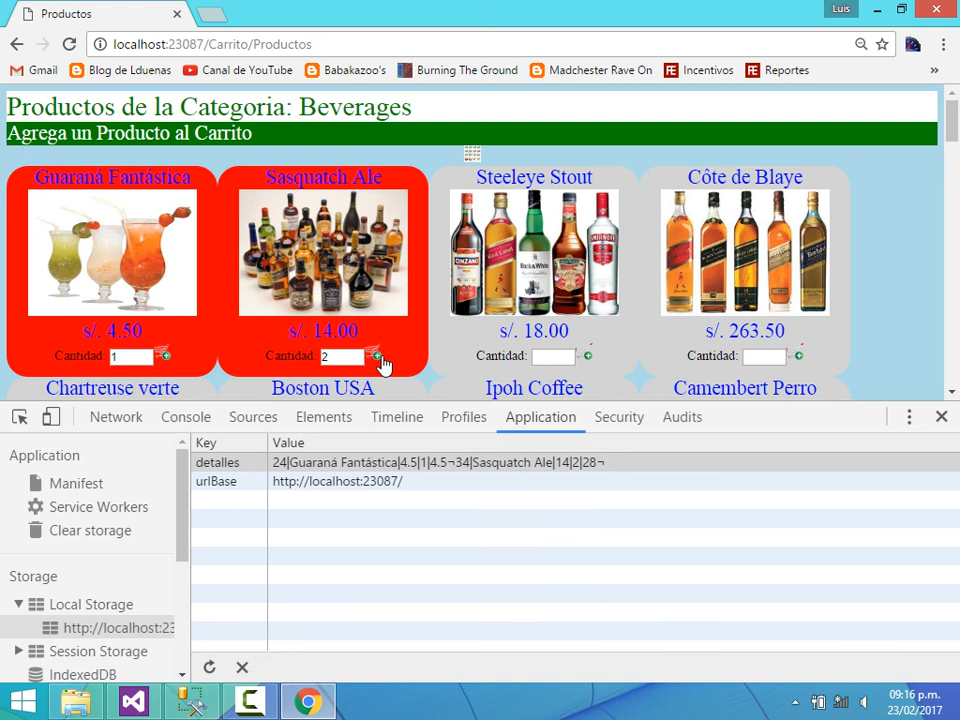 Productos
Luis
localhost:23087/Carrito/Productos
Gmail Blog de Lduenas Canal de YouTube Babakazoo's Burning The Ground Madchester Rave On Incentivos Reportes »
Productos de la Categoria: Beverages
Agrega un Producto al Carrito
Guaraná Fantástica Sasquatch Ale Steeleye Stout Côte de Blaye
s/. 4.50 s/. 14.00 s/. 18.00 s/. 263.50
Cantidad: 1 Cantidad: 2 Cantidad: Cantidad:
Chartreuse verte Boston USA Ipoh Coffee Camembert Perro
Network Console Sources Elements Timeline Profiles Application Security Audits
Application
Manifest
Service Workers
Clear storage
Storage
Local Storage
http://localhost:23
Session Storage
IndexedDB
Key Value
detalles 24|Guaraná Fantástica|4.5|1|4.5¬34|Sasquatch Ale|14|2|28¬
urlBase http://localhost:23087/
09:16 p.m.
23/02/2017